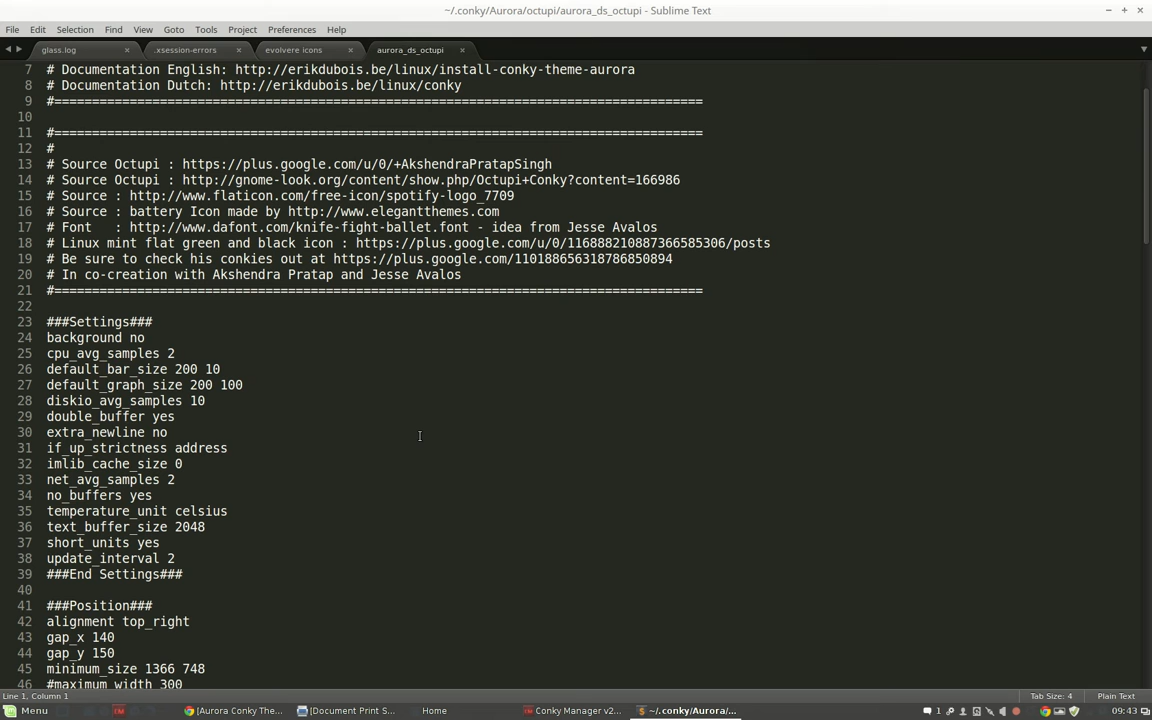 ~/.conky/Aurora/octupi/aurora_ds_octupi - Sublime Text
File Edit Selection Find View Goto Tools Project Preferences Help
glass.log .xsession-errors evolvere icons aurora_ds_octupi
7 # Documentation English: http://erikdubois.be/linux/install-conky-theme-aurora
8 # Documentation Dutch: http://erikdubois.be/linux/conky
9 #======================================================================================
10
11 #======================================================================================
12 #
13 # Source Octupi : https://plus.google.com/u/0/+AkshendraPratapSingh
14 # Source Octupi : http://gnome-look.org/content/show.php/Octupi+Conky?content=166986
15 # Source : http://www.flaticon.com/free-icon/spotify-logo_7709
16 # Source : battery Icon made by http://www.elegantthemes.com
17 # Font   : http://www.dafont.com/knife-fight-ballet.font - idea from Jesse Avalos
18 # Linux mint flat green and black icon : https://plus.google.com/u/0/116888210887366585306/posts
19 # Be sure to check his conkies out at https://plus.google.com/110188656318786850894
20 # In co-creation with Akshendra Pratap and Jesse Avalos
21 #======================================================================================
22
23 ###Settings###
24 background no
25 cpu_avg_samples 2
26 default_bar_size 200 10
27 default_graph_size 200 100
28 diskio_avg_samples 10
29 double_buffer yes
30 extra_newline no
31 if_up_strictness address
32 imlib_cache_size 0
33 net_avg_samples 2
34 no_buffers yes
35 temperature_unit celsius
36 text_buffer_size 2048
37 short_units yes
38 update_interval 2
39 ###End Settings###
40
41 ###Position###
42 alignment top_right
43 gap_x 140
44 gap_y 150
45 minimum_size 1366 748
46 #maximum_width 300
Line 1, Column 1 Tab Size: 4 Plain Text
Menu [Aurora Conky The... [Document Print S... Home Conky Manager v2... ~/.conky/Aurora/... 1 09:43